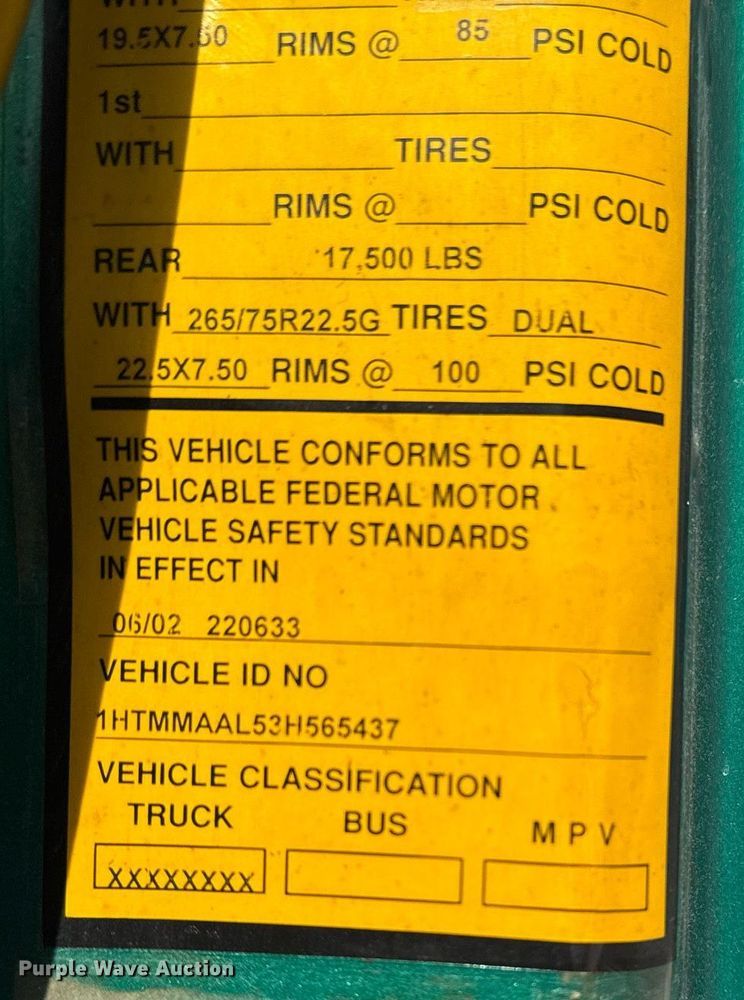 WITH
19.5X7.50 RIMS @ 85 PSI COLD
1st
WITH TIRES
RIMS @ PSI COLD
REAR 17,500 LBS
WITH 265/75R22.5G TIRES DUAL
22.5X7.50 RIMS @ 100 PSI COLD
THIS VEHICLE CONFORMS TO ALL
APPLICABLE FEDERAL MOTOR
VEHICLE SAFETY STANDARDS
IN EFFECT IN
06/02 220633
VEHICLE ID NO
1HTMMAAL53H565437
VEHICLE CLASSIFICATION
TRUCK BUS M P V
XXXXXXXX
Purple Wave Auction